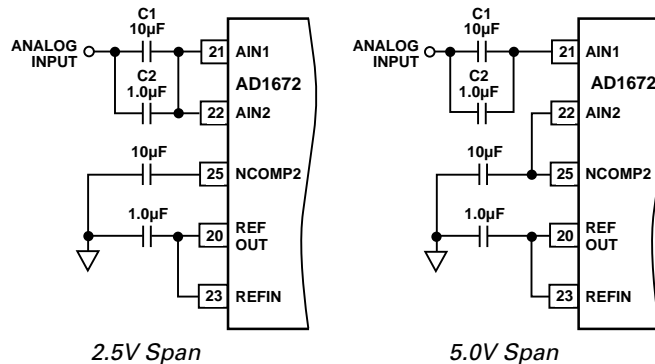 C1
10µF
ANALOG
INPUT
21
AIN1
C2
1.0µF
AD1672
22
AIN2
10µF
25
NCOMP2
1.0µF
20
REF
OUT
23
REFIN
2.5V Span
C1
10µF
ANALOG
INPUT
21
AIN1
C2
1.0µF
AD1672
22
AIN2
10µF
25
NCOMP2
1.0µF
20
REF
OUT
23
REFIN
5.0V Span